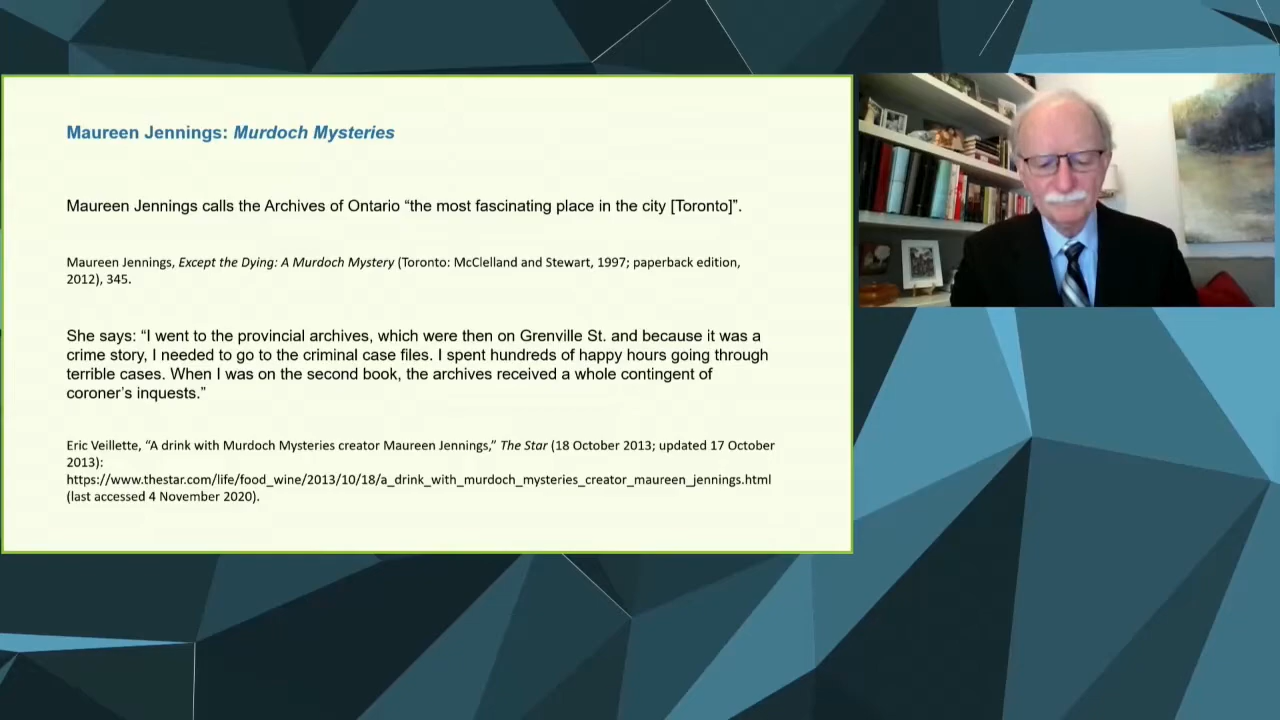 Maureen Jennings: Murdoch Mysteries
Maureen Jennings calls the Archives of Ontario “the most fascinating place in the city [Toronto]”.
Maureen Jennings, Except the Dying: A Murdoch Mystery (Toronto: McClelland and Stewart, 1997; paperback edition,
2012), 345.
She says: “I went to the provincial archives, which were then on Grenville St. and because it was a
crime story, I needed to go to the criminal case files. I spent hundreds of happy hours going through
terrible cases. When I was on the second book, the archives received a whole contingent of
coroner’s inquests.”
Eric Veillette, “A drink with Murdoch Mysteries creator Maureen Jennings,” The Star (18 October 2013; updated 17 October
2013):
https://www.thestar.com/life/food_wine/2013/10/18/a_drink_with_murdoch_mysteries_creator_maureen_jennings.html
(last accessed 4 November 2020).